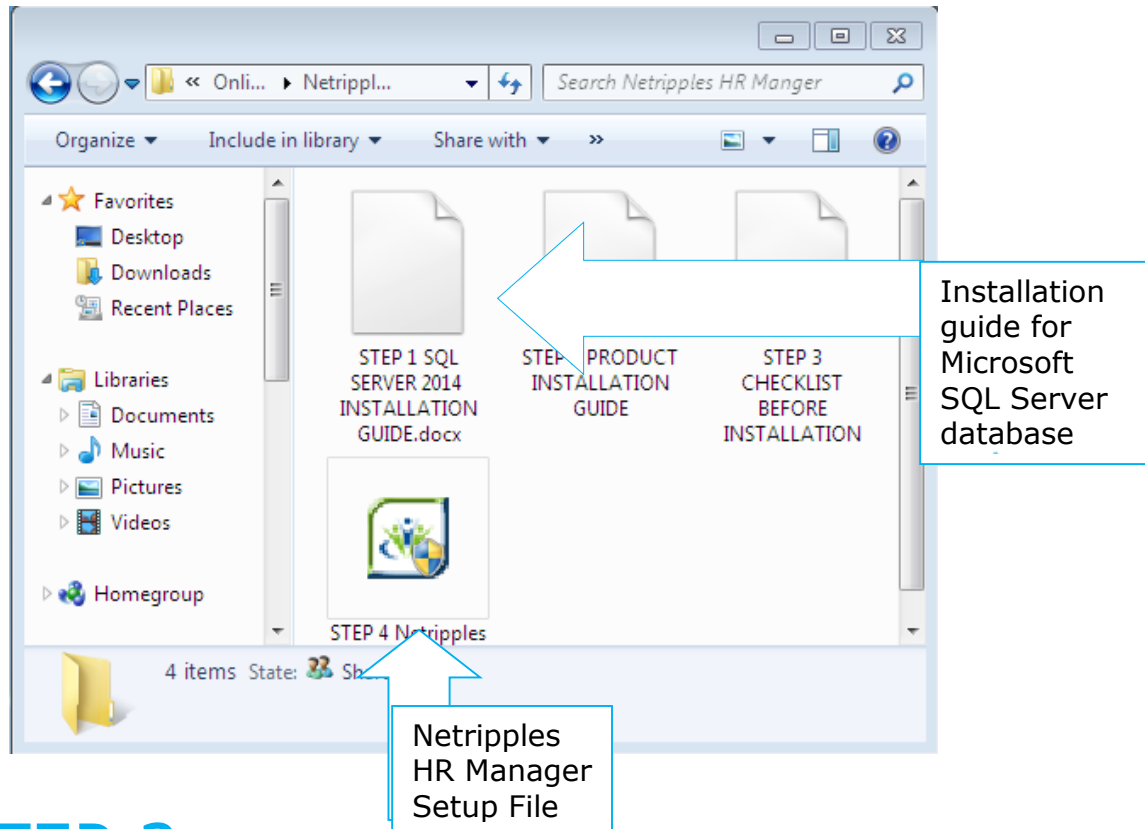 « Onli... ▸ Netrippl...
Search Netripples HR Manger
Organize
Include in library
Share with
»
Favorites
Desktop
Downloads
Recent Places
Libraries
Documents
Music
Pictures
Videos
Homegroup
STEP 1 SQL
SERVER 2014
INSTALLATION
GUIDE.docx
STEP PRODUCT
INSTALLATION
GUIDE
STEP 3
CHECKLIST
BEFORE
INSTALLATION
STEP 4 Netripples
4 items State:
Installation
guide for
Microsoft
SQL Server
database
Netripples
HR Manager
Setup File